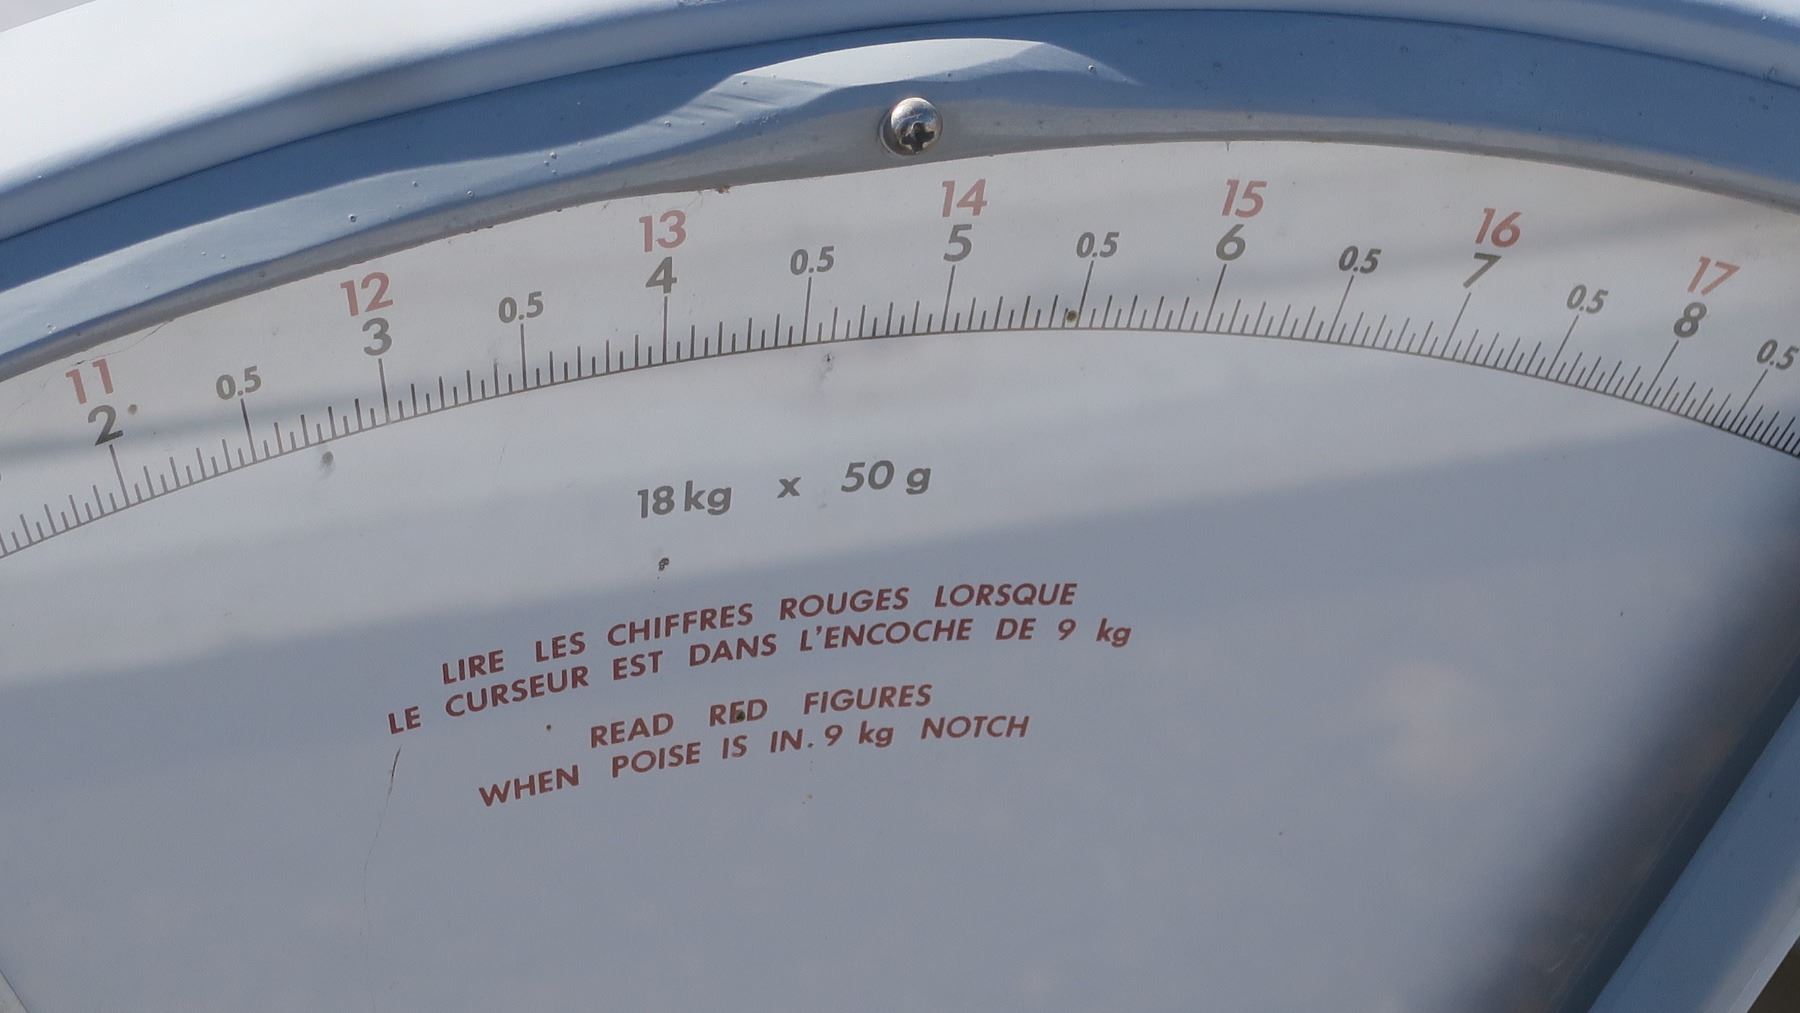 11 12 13 14 15 16 17
2 0.5 3 0.5 4 0.5 5 0.5 6 0.5 7 0.5 8 0.5
18 kg x 50 g
LIRE LES CHIFFRES ROUGES LORSQUE
LE CURSEUR EST DANS L'ENCOCHE DE 9 kg
READ RED FIGURES
WHEN POISE IS IN 9 kg NOTCH